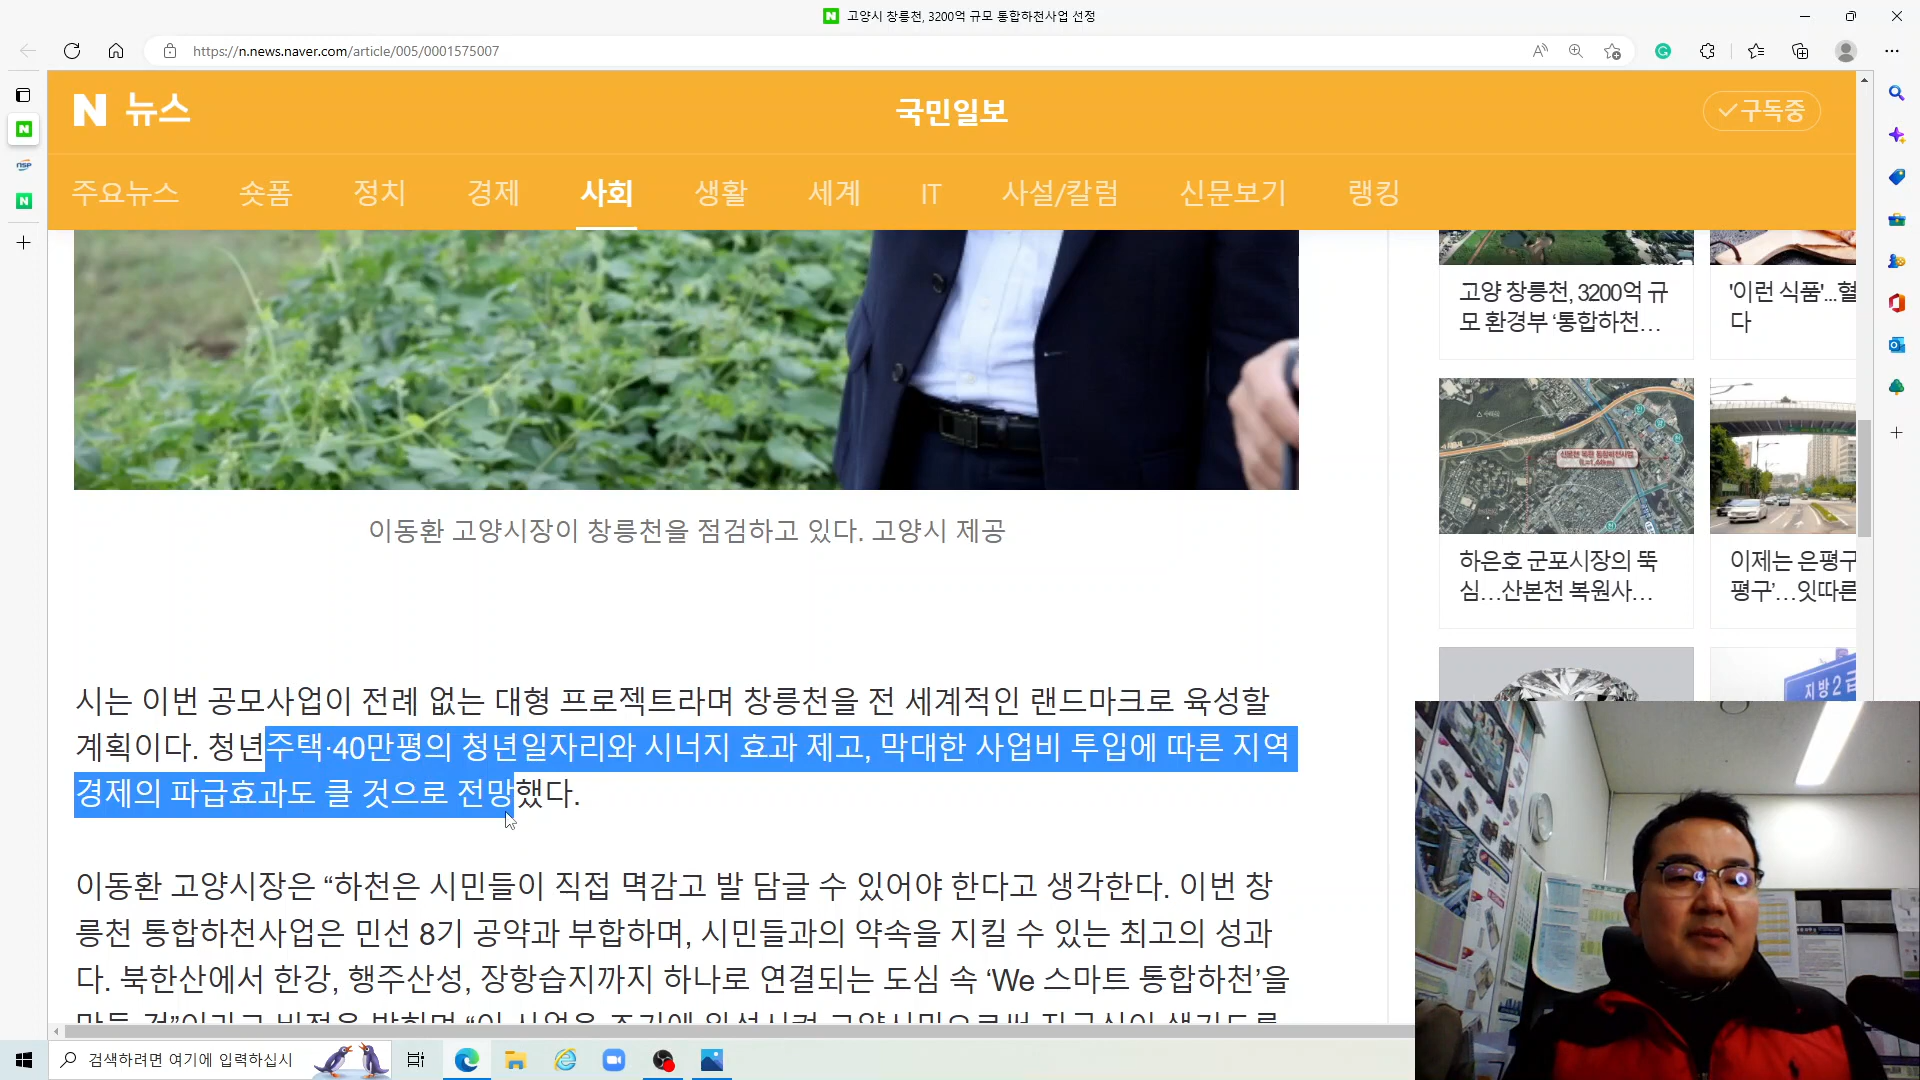 고양시 창릉천, 3200억 규모 통합하천사업 선정
https://n.news.naver.com/article/005/0001575007
N 뉴스
국민일보
구독중
주요뉴스 숏폼 정치 경제 사회 생활 세계 IT 사설/칼럼 신문보기 랭킹
고양 창릉천, 3200억 규
모 환경부 ‘통합하천…
'이런 식품'...혈
다
이동환 고양시장이 창릉천을 점검하고 있다. 고양시 제공
하은호 군포시장의 뚝
심…산본천 복원사…
이제는 은평구
평구’…잇따른
지방2급
시는 이번 공모사업이 전례 없는 대형 프로젝트라며 창릉천을 전 세계적인 랜드마크로 육성할
계획이다. 청년주택·40만평의 청년일자리와 시너지 효과 제고, 막대한 사업비 투입에 따른 지역
경제의 파급효과도 클 것으로 전망했다.
이동환 고양시장은 “하천은 시민들이 직접 멱감고 발 담글 수 있어야 한다고 생각한다. 이번 창
릉천 통합하천사업은 민선 8기 공약과 부합하며, 시민들과의 약속을 지킬 수 있는 최고의 성과
다. 북한산에서 한강, 행주산성, 장항습지까지 하나로 연결되는 도심 속 ‘We 스마트 통합하천’을
검색하려면 여기에 입력하십시